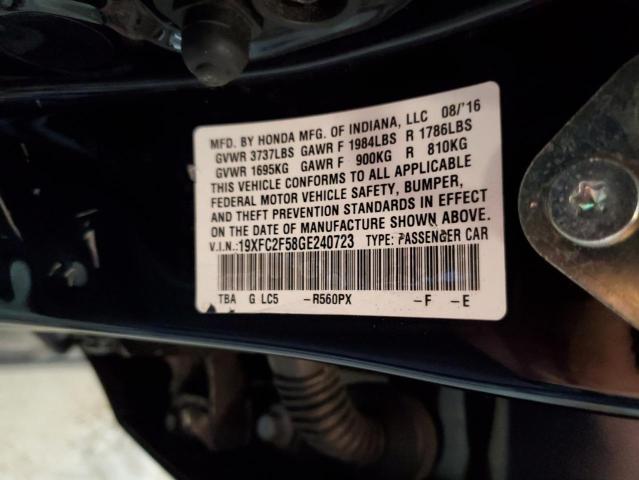 MFD. BY HONDA MFG. OF INDIANA, LLC 08/'16
GVWR 3737LBS GAWR F 1984LBS R 1786LBS
GVWR 1695KG GAWR F 900KG R 810KG
THIS VEHICLE CONFORMS TO ALL APPLICABLE
FEDERAL MOTOR VEHICLE SAFETY, BUMPER,
AND THEFT PREVENTION STANDARDS IN EFFECT
ON THE DATE OF MANUFACTURE SHOWN ABOVE.
V.I.N.:19XFC2F58GE240723 TYPE: PASSENGER CAR
TBA G LC5 -R560PX -F -E